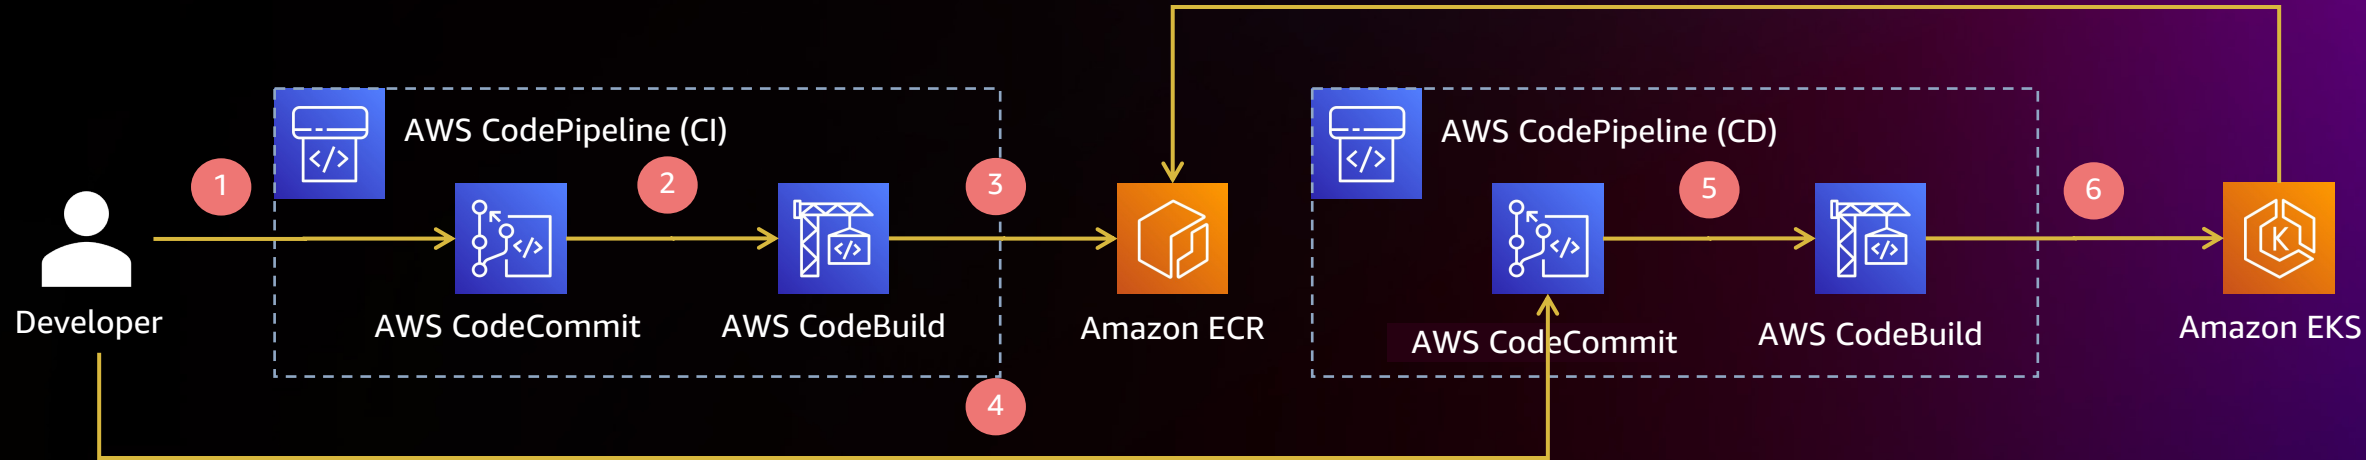 AWS CodePipeline (CI)
AWS CodePipeline (CD)
1
2
3
5
6
</>
</>
</>
</>
</>
</>
K
Developer
AWS CodeCommit
AWS CodeBuild
Amazon ECR
AWS CodeCommit
AWS CodeBuild
Amazon EKS
4